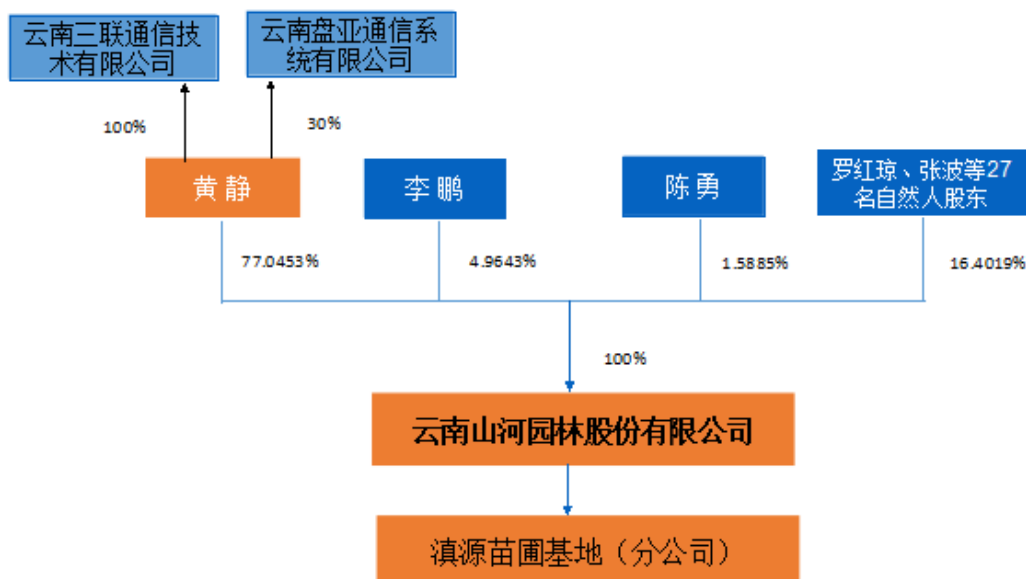 云南三联通信技
术有限公司
云南盘亚通信系
统有限公司
100%
30%
黄静
李鹏
陈勇
罗红琼、张波等27
名自然人股东
77.0453%
4.9643%
1.5885%
16.4019%
100%
云南山河园林股份有限公司
滇源苗圃基地（分公司）